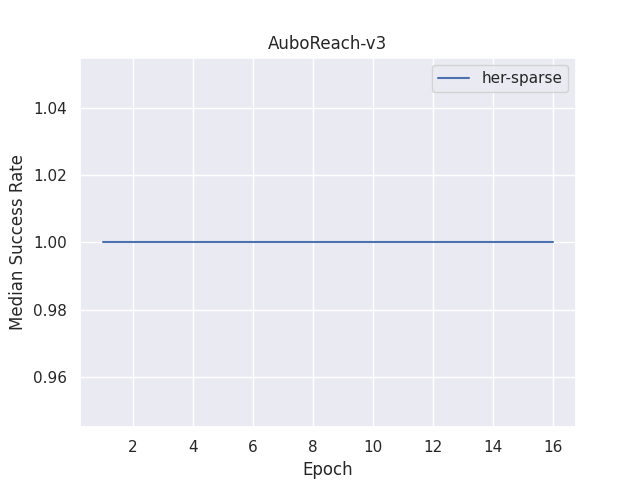 AuboReach-v3
her-sparse
Median Success Rate
1.04
1.02
1.00
0.98
0.96
2 4 6 8 10 12 14 16
Epoch